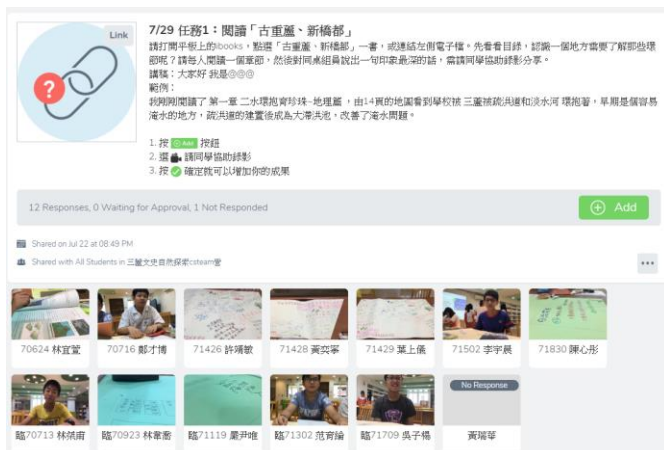 Link
7/29 任務1：閱讀「古重蘆、新橋都」
請打開平板上的ibooks，點選「古重蘆、新橋都」一書，或連結左側電子檔。先看看目錄，認識一個地方需要了解那些環
節呢？請每人閱讀一個章節，然後對同桌組員說出一句印象最深的話，需請同學協助錄影分享。
講稿：大家好 我是@@@
範例：
我剛剛閱讀了 第一章 二水環抱育珍珠-地理篇 ，由14頁的地圖看到學校被 三蘆被疏洪道和淡水河 環抱著，早期是個容易
淹水的地方，疏洪道的建置後成為大滯洪池，改善了淹水問題。
1. 按 Add 按鈕
2. 選 請同學協助錄影
3. 按 確定就可以增加你的成果
12 Responses, 0 Waiting for Approval, 1 Not Responded
Add
Shared on Jul 22 at 08:49 PM
Shared with All Students in 三蘆文史自然探索csteam營
70624 林宜萱
70716 鄭才博
71426 許靖敏
71428 黃奕寧
71429 葉上儀
71502 李宇晨
71830 陳心彤
No Response
臨70713 林葆甯
臨70923 林韋喬
臨71119 嚴尹唯
臨71302 范育綸
臨71709 吳子楊
黃瑞華